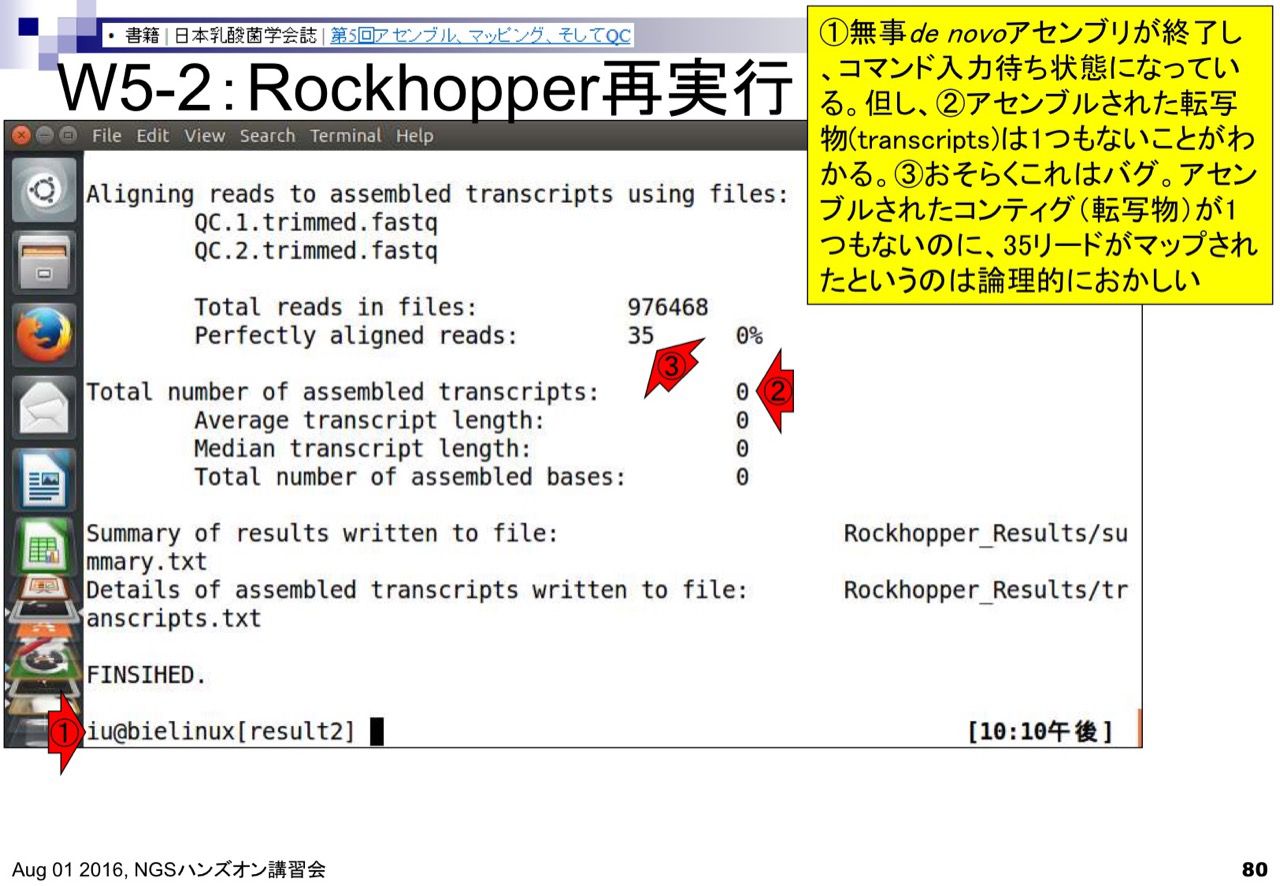 • 書籍 | 日本乳酸菌学会誌 | 第5回アセンブル、マッピング、そしてQC
W5-2：Rockhopper再実行
①無事de novoアセンブリが終了し
、コマンド入力待ち状態になってい
る。但し、②アセンブルされた転写
物(transcripts)は1つもないことがわ
かる。③おそらくこれはバグ。アセン
ブルされたコンティグ（転写物）が1
つもないのに、35リードがマップされ
たというのは論理的におかしい
File Edit View Search Terminal Help
Aligning reads to assembled transcripts using files:
QC.1.trimmed.fastq
QC.2.trimmed.fastq
Total reads in files: 976468
Perfectly aligned reads: 35 0%
③
Total number of assembled transcripts: 0 ②
Average transcript length: 0
Median transcript length: 0
Total number of assembled bases: 0
Summary of results written to file: Rockhopper_Results/su
mmary.txt
Details of assembled transcripts written to file: Rockhopper_Results/tr
anscripts.txt
FINSIHED.
① iu@bielinux[result2] [10:10午後]
Aug 01 2016, NGSハンズオン講習会 80